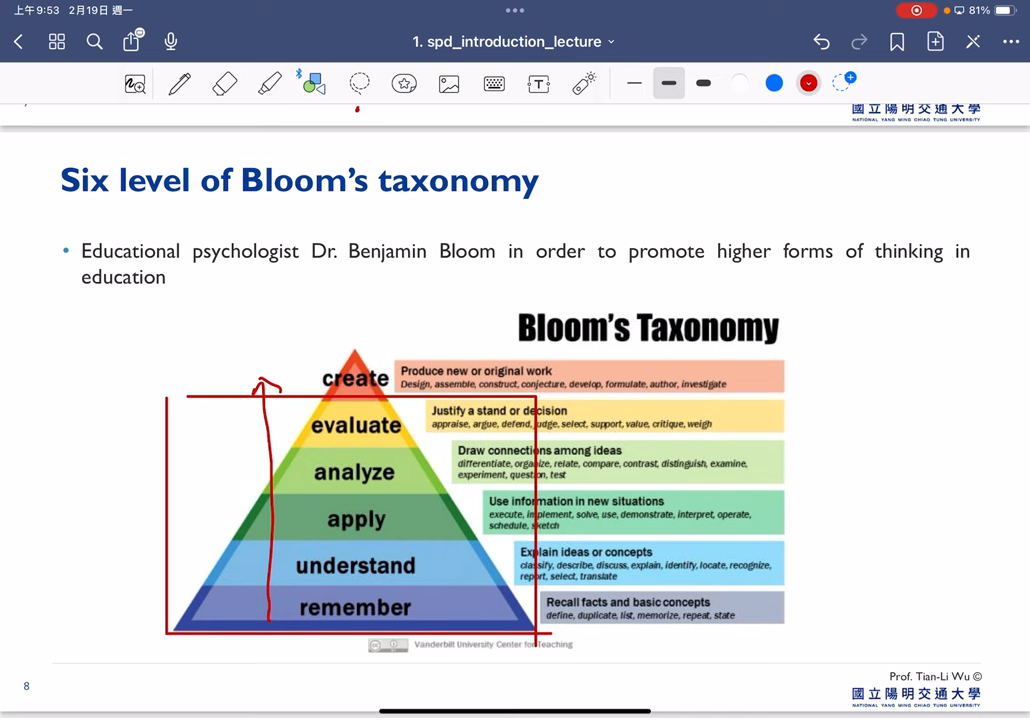 上午9:53 2月19日 週一
81%
1. spd_introduction_lecture
國立陽明交通大學
NATIONAL YANG MING CHIAO TUNG UNIVERSITY
Six level of Bloom's taxonomy
• Educational psychologist Dr. Benjamin Bloom in order to promote higher forms of thinking in
education
Bloom's Taxonomy
create
Produce new or original work
Design, assemble, construct, conjecture, develop, formulate, author, investigate
evaluate
Justify a stand or decision
appraise, argue, defend, judge, select, support, value, critique, weigh
analyze
Draw connections among ideas
differentiate, organize, relate, compare, contrast, distinguish, examine,
experiment, question, test
apply
Use information in new situations
execute, implement, solve, use, demonstrate, interpret, operate,
schedule, sketch
understand
Explain ideas or concepts
classify, describe, discuss, explain, identify, locate, recognize,
report, select, translate
remember
Recall facts and basic concepts
define, duplicate, list, memorize, repeat, state
Vanderbilt University Center for Teaching
8
Prof. Tian-Li Wu ©
國立陽明交通大學
NATIONAL YANG MING CHIAO TUNG UNIVERSITY